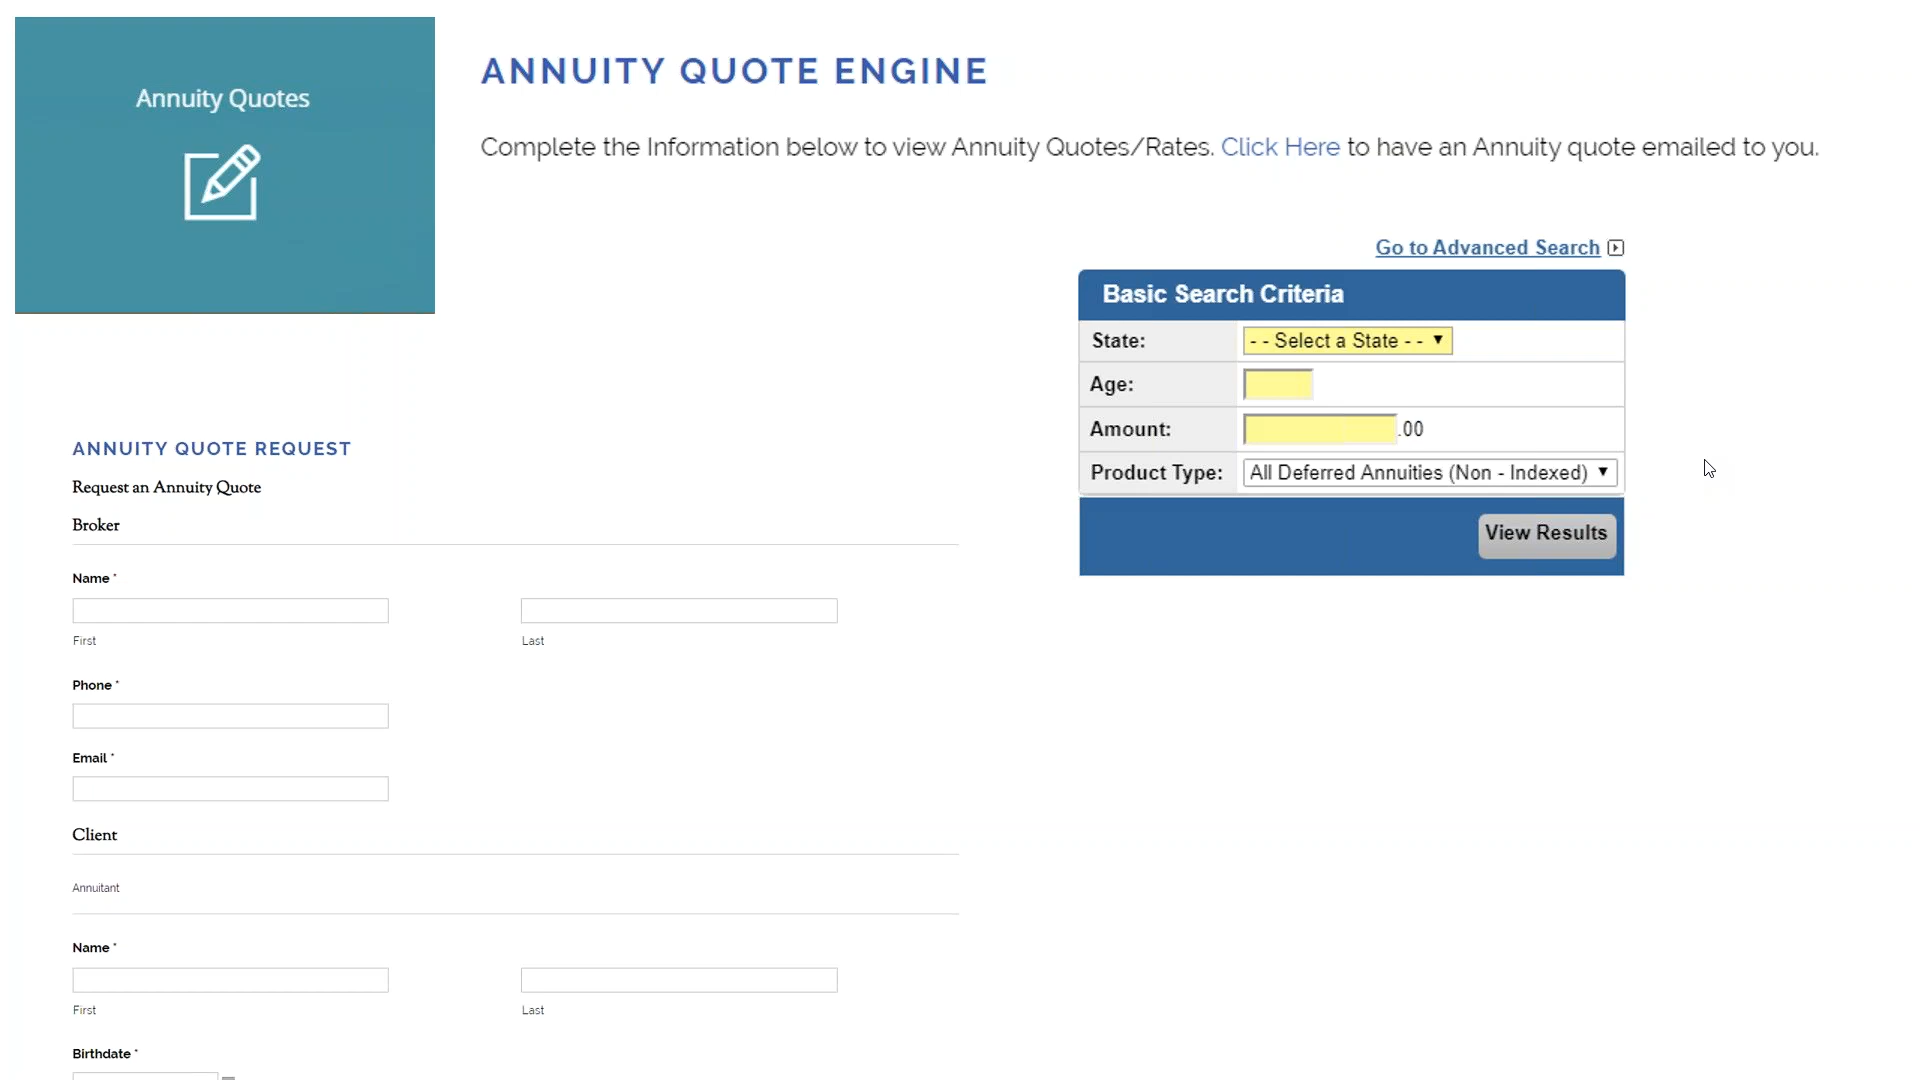 Annuity Quotes
ANNUITY QUOTE ENGINE
Complete the Information below to view Annuity Quotes/Rates. Click Here to have an Annuity quote emailed to you.
Go to Advanced Search
Basic Search Criteria
State: - - Select a State - -
Age:
Amount: .00
Product Type: All Deferred Annuities (Non - Indexed)
View Results
ANNUITY QUOTE REQUEST
Request an Annuity Quote
Broker
Name *
First Last
Phone *
Email *
Client
Annuitant
Name *
First Last
Birthdate *